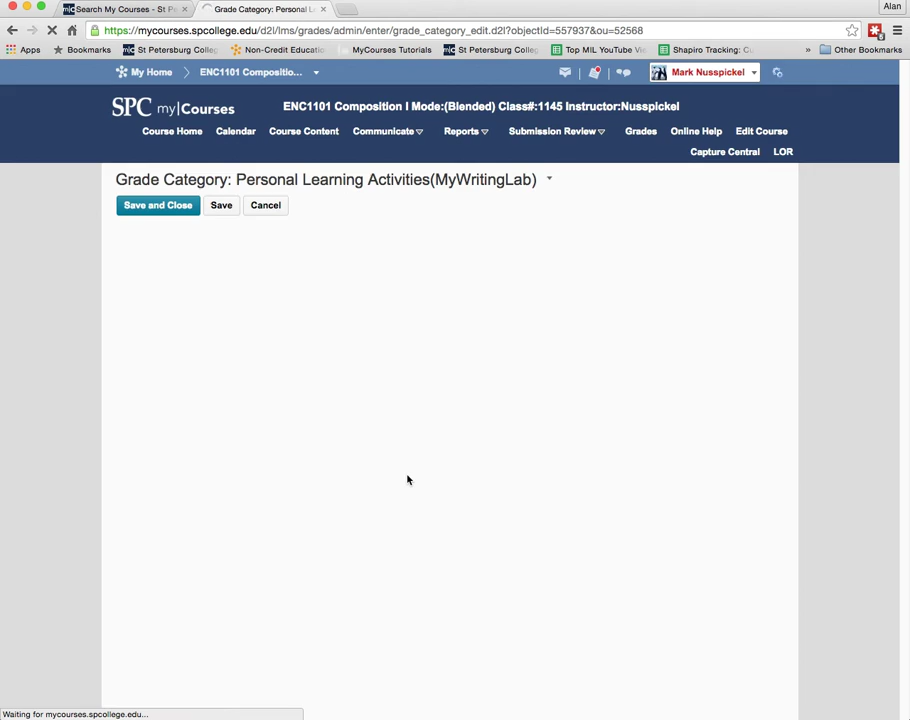 Alan
Search My Courses - St Pe
Grade Category: Personal L
https://mycourses.spcollege.edu/d2l/lms/grades/admin/enter/grade_category_edit.d2l?objectId=557937&ou=52568
Apps Bookmarks St Petersburg Colle Non-Credit Educatio MyCourses Tutorials St Petersburg Colle Top MIL YouTube Vi Shapiro Tracking: Cu » Other Bookmarks
My Home ENC1101 Compositio... Mark Nusspickel
SPC my|Courses ENC1101 Composition I Mode:(Blended) Class#:1145 Instructor:Nusspickel
Course Home Calendar Course Content Communicate Reports Submission Review Grades Online Help Edit Course
Capture Central LOR
Grade Category: Personal Learning Activities(MyWritingLab)
Save and Close Save Cancel
Waiting for mycourses.spcollege.edu...